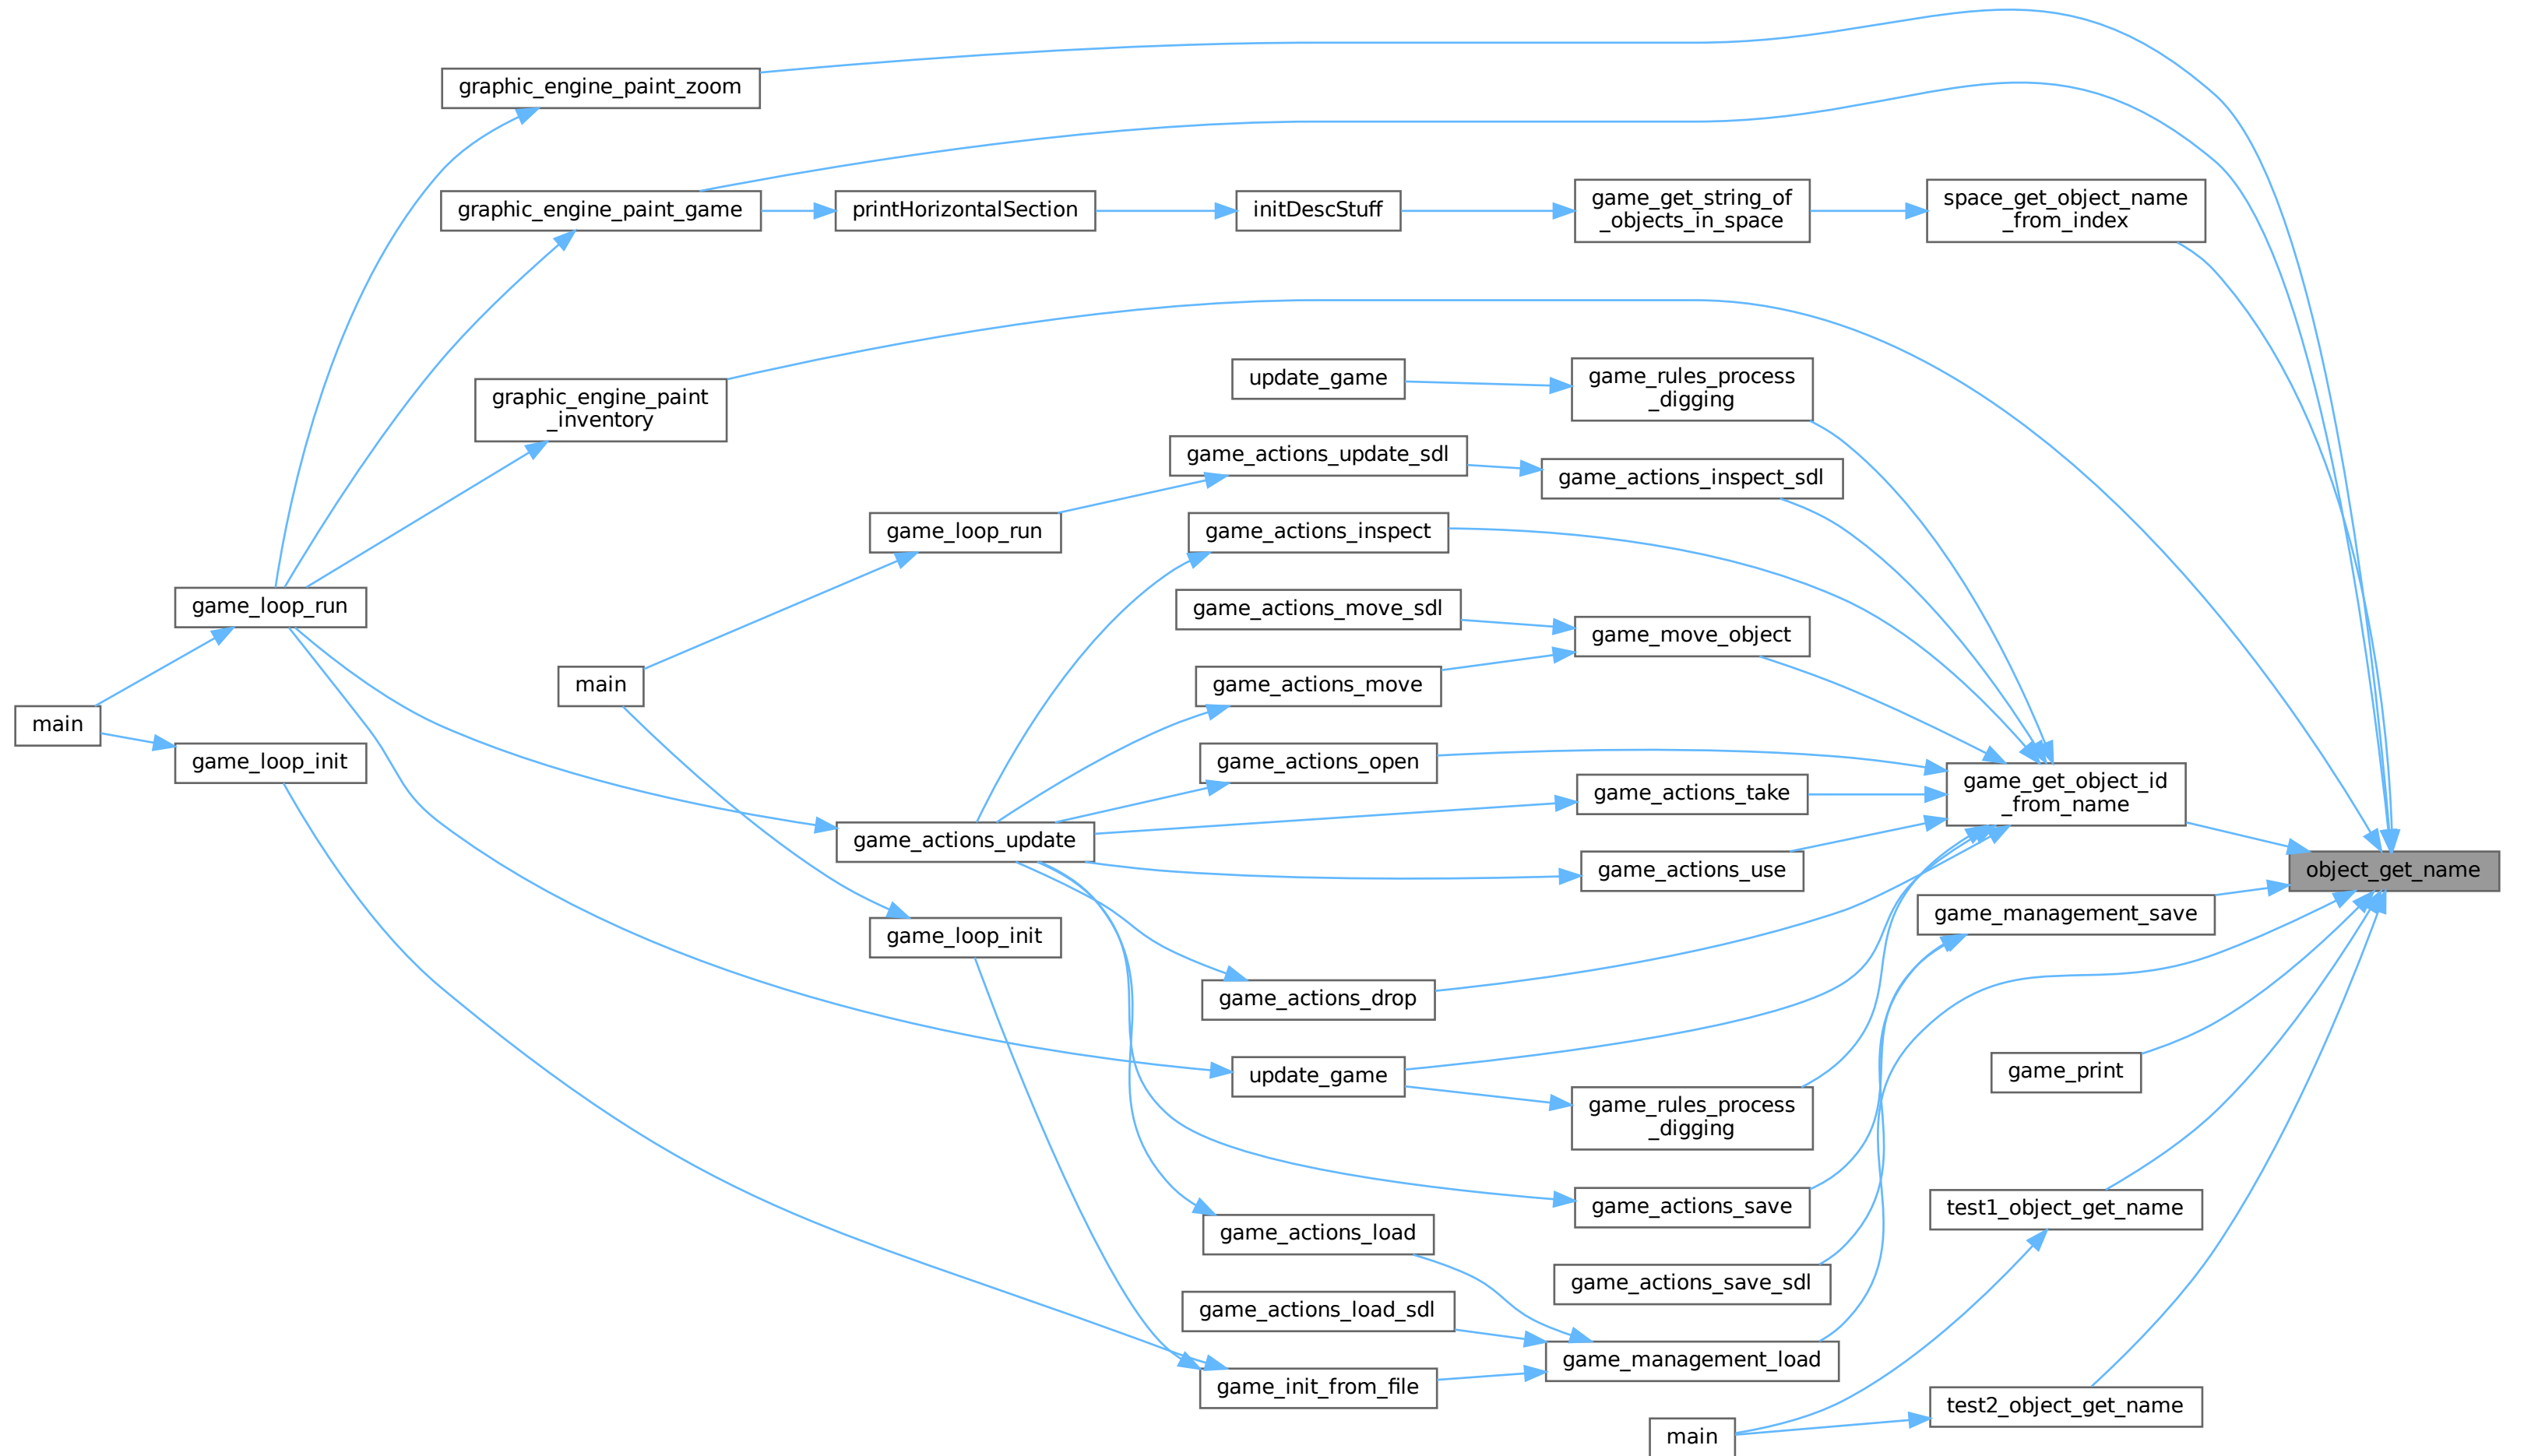 graphic_engine_paint_zoom
graphic_engine_paint_game
printHorizontalSection
initDescStuff
game_get_string_of
_objects_in_space
space_get_object_name
_from_index
graphic_engine_paint
_inventory
update_game
game_rules_process
_digging
game_actions_update_sdl
game_actions_inspect_sdl
game_loop_run
game_actions_inspect
game_loop_run
game_actions_move_sdl
game_move_object
main
game_actions_move
main
game_loop_init
game_actions_open
game_actions_take
game_get_object_id
_from_name
game_actions_update
game_actions_use
object_get_name
game_management_save
game_loop_init
game_actions_drop
update_game
game_print
game_rules_process
_digging
game_actions_save
test1_object_get_name
game_actions_load
game_actions_save_sdl
game_actions_load_sdl
game_management_load
game_init_from_file
test2_object_get_name
main